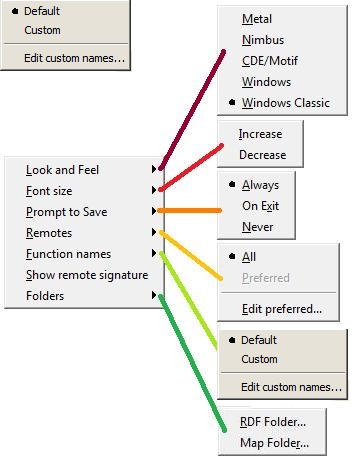 Default
Custom
Edit custom names...
Metal
Nimbus
CDE/Motif
Windows
Windows Classic
Increase
Decrease
Look and Feel
Font size
Prompt to Save
Remotes
Function names
Show remote signature
Folders
Always
On Exit
Never
All
Preferred
Edit preferred...
Default
Custom
Edit custom names...
RDF Folder...
Map Folder...